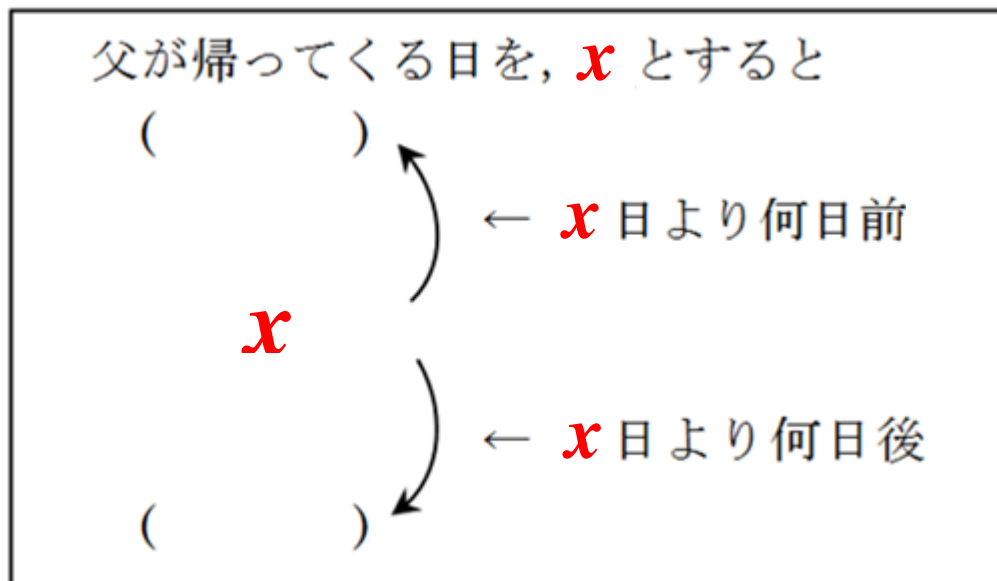 父が帰ってくる日を, x とすると
(　　　　)
← x 日より何日前
x
← x 日より何日後
(　　　　)